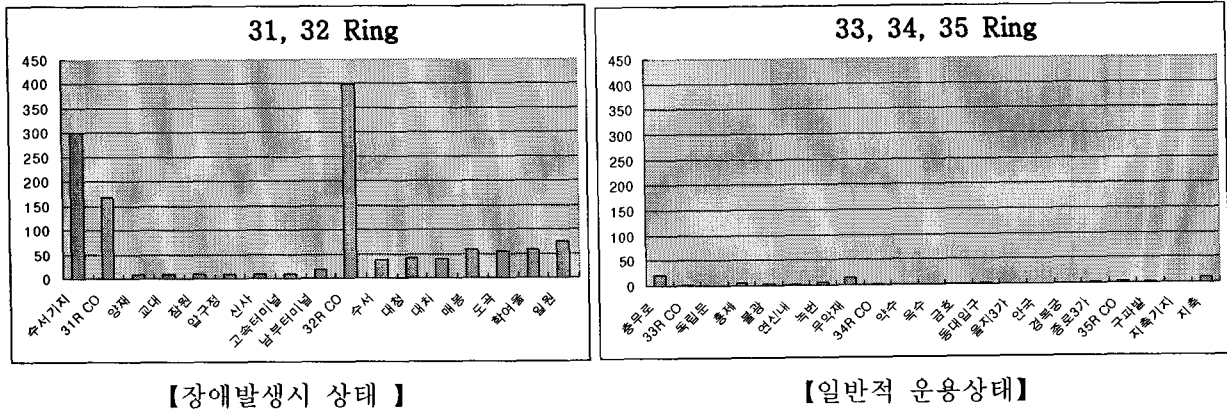 31, 32 Ring
450
400
350
300
250
200
150
100
50
0
수서기지
31R CO
양재
교대
잠원
압구정
신사
고속터미널
남부터미널
32R CO
수서
대청
대치
매봉
도곡
학여울
일원
【장애발생시 상태 】
33, 34, 35 Ring
450
400
350
300
250
200
150
100
50
0
충무로
33R CO
독립문
홍제
불광
연신내
녹번
무악재
34R CO
약수
옥수
금호
동대입구
을지3가
안국
경복궁
종로3가
35R CO
구파발
지축기지
지축
【일반적 운용상태】